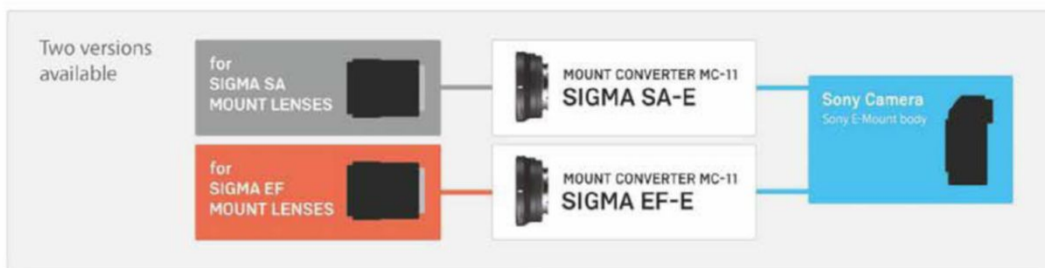 Two versions
available
for
SIGMA SA
MOUNT LENSES
MOUNT CONVERTER MC-11
SIGMA SA-E
for
SIGMA EF
MOUNT LENSES
MOUNT CONVERTER MC-11
SIGMA EF-E
Sony Camera
Sony E-Mount body